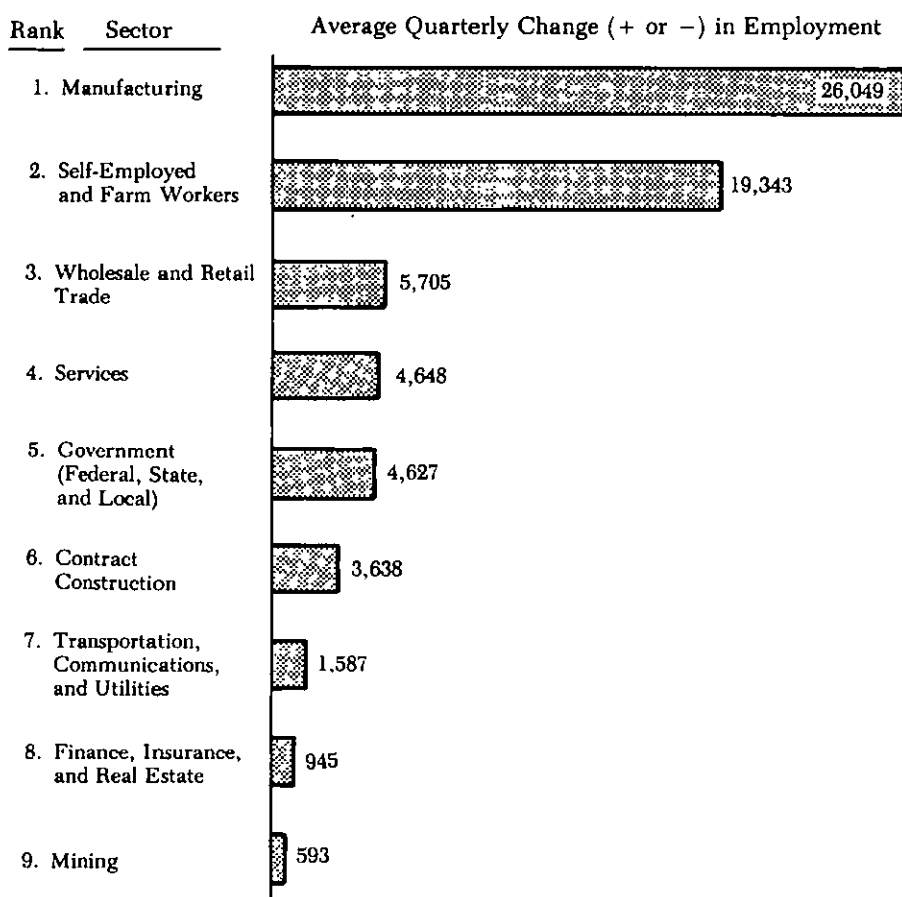 Rank Sector Average Quarterly Change (+ or −) in Employment
1. Manufacturing 26,049
2. Self-Employed
and Farm Workers 19,343
3. Wholesale and Retail
Trade 5,705
4. Services 4,648
5. Government
(Federal, State,
and Local) 4,627
6. Contract
Construction 3,638
7. Transportation,
Communications,
and Utilities 1,587
8. Finance, Insurance,
and Real Estate 945
9. Mining 593